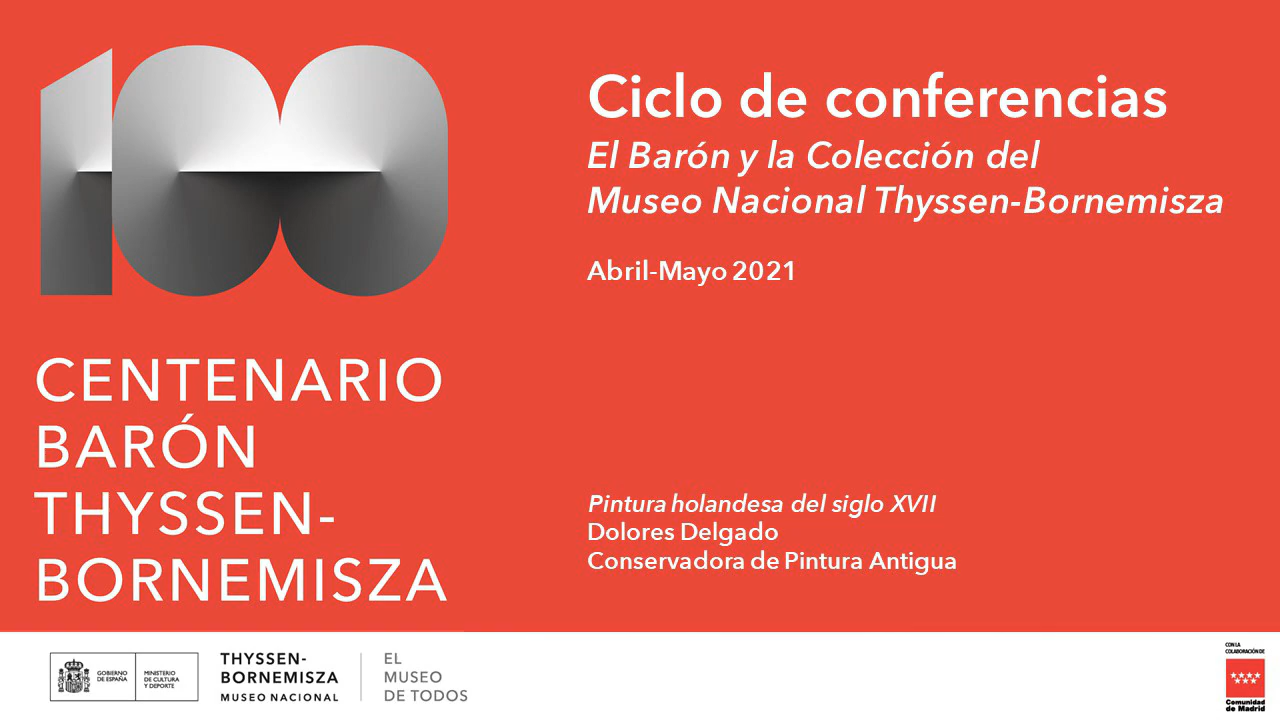 100
CENTENARIO
BARÓN
THYSSEN-
BORNEMISZA
Ciclo de conferencias
El Barón y la Colección del
Museo Nacional Thyssen-Bornemisza
Abril-Mayo 2021
Pintura holandesa del siglo XVII
Dolores Delgado
Conservadora de Pintura Antigua
GOBIERNO
DE ESPAÑA
MINISTERIO
DE CULTURA
Y DEPORTE
THYSSEN-
BORNEMISZA
MUSEO NACIONAL
EL
MUSEO
DE TODOS
CON LA
COLABORACIÓN DE
Comunidad
de Madrid